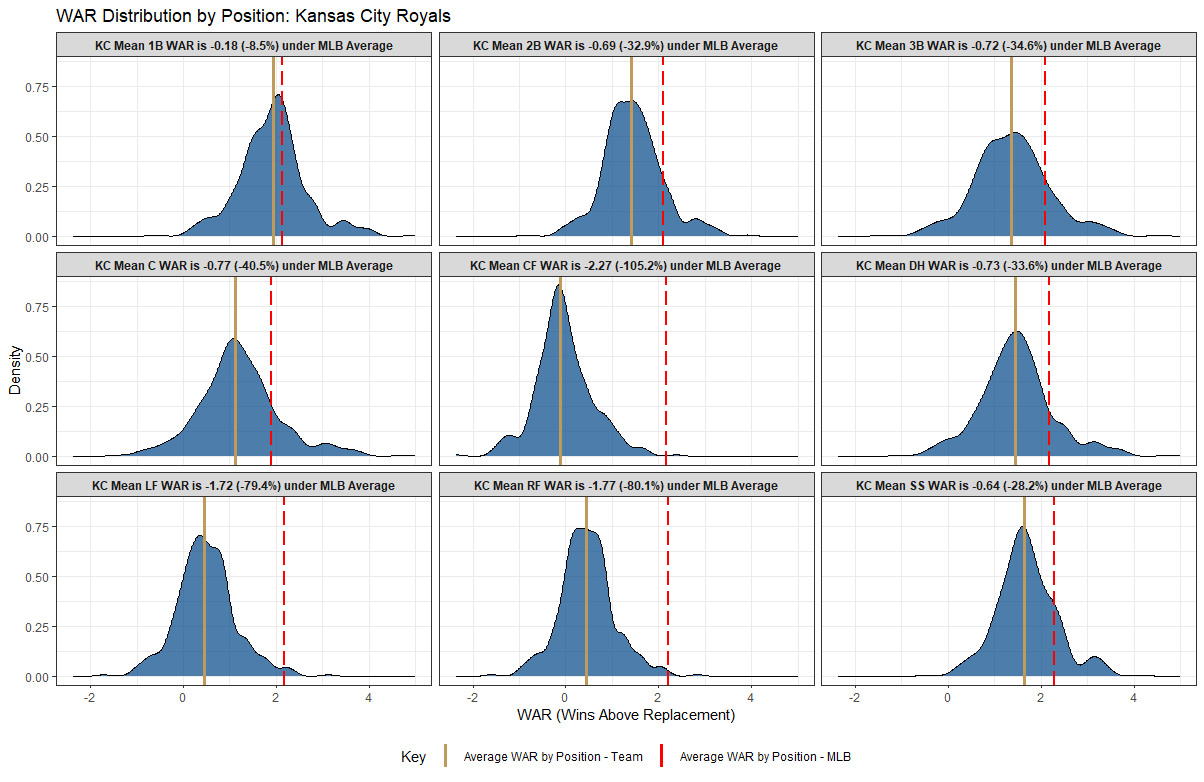 WAR Distribution by Position: Kansas City Royals
KC Mean 1B WAR is -0.18 (-8.5%) under MLB Average
KC Mean 2B WAR is -0.69 (-32.9%) under MLB Average
KC Mean 3B WAR is -0.72 (-34.6%) under MLB Average
0.75
0.50
0.25
0.00
KC Mean C WAR is -0.77 (-40.5%) under MLB Average
KC Mean CF WAR is -2.27 (-105.2%) under MLB Average
KC Mean DH WAR is -0.73 (-33.6%) under MLB Average
0.75
0.50
0.25
0.00
Density
KC Mean LF WAR is -1.72 (-79.4%) under MLB Average
KC Mean RF WAR is -1.77 (-80.1%) under MLB Average
KC Mean SS WAR is -0.64 (-28.2%) under MLB Average
0.75
0.50
0.25
0.00
-2 0 2 4
-2 0 2 4
-2 0 2 4
WAR (Wins Above Replacement)
Key Average WAR by Position - Team Average WAR by Position - MLB